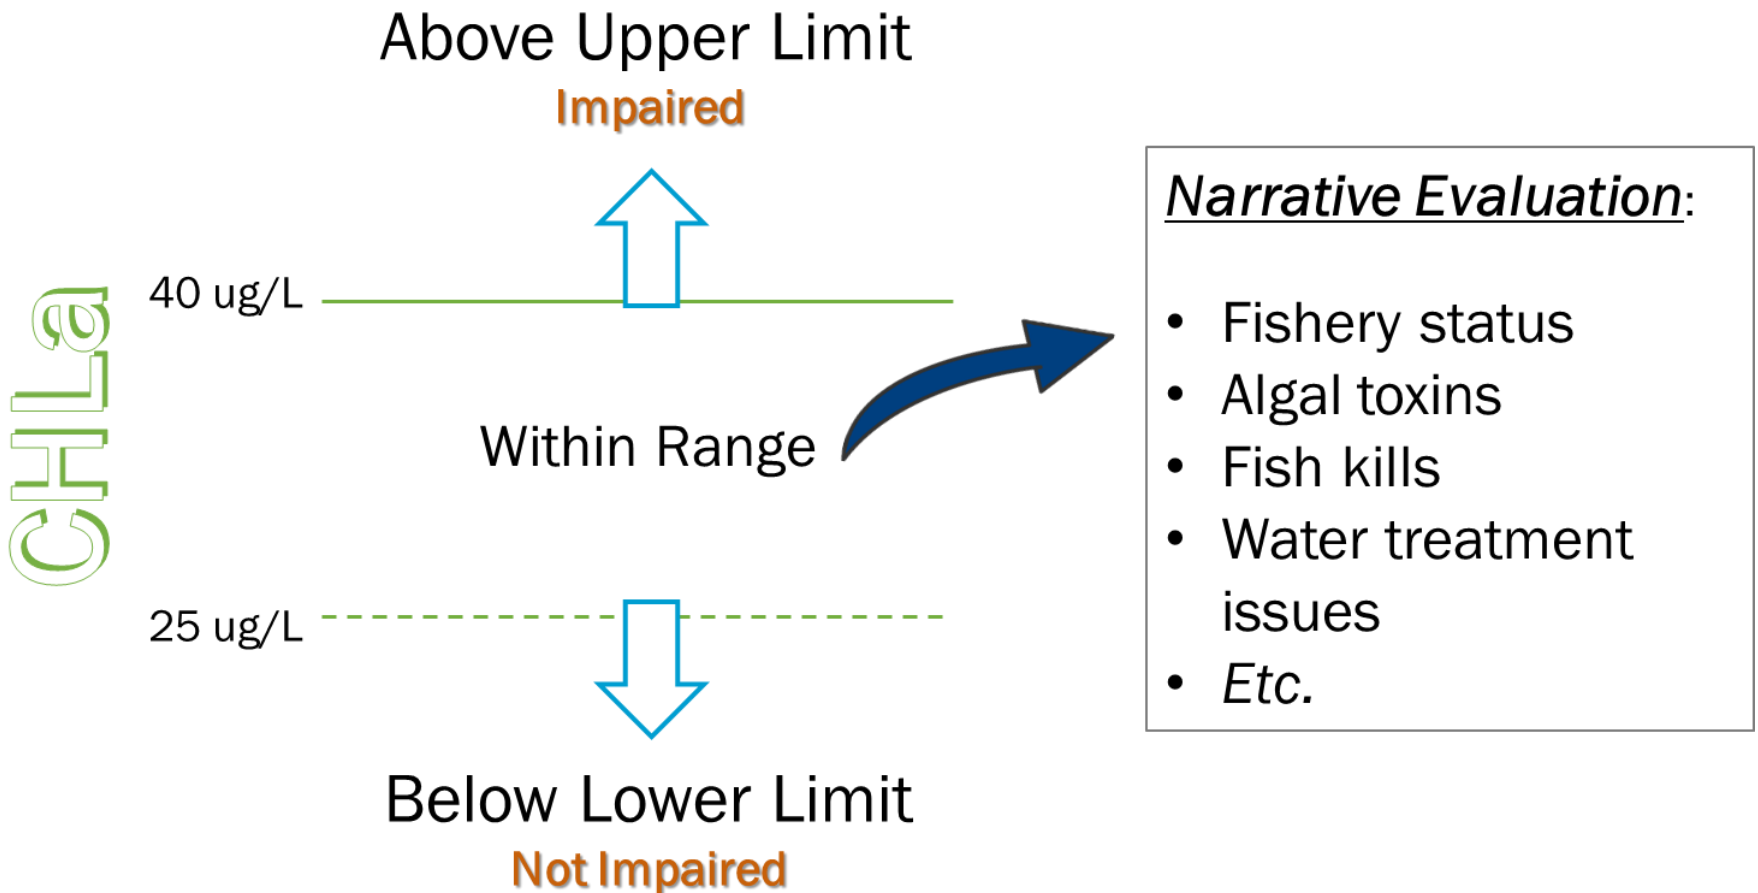 Above Upper Limit
Impaired
CHLa
40 ug/L
Within Range
25 ug/L
Below Lower Limit
Not Impaired
Narrative Evaluation:
• Fishery status
• Algal toxins
• Fish kills
• Water treatment
issues
• Etc.